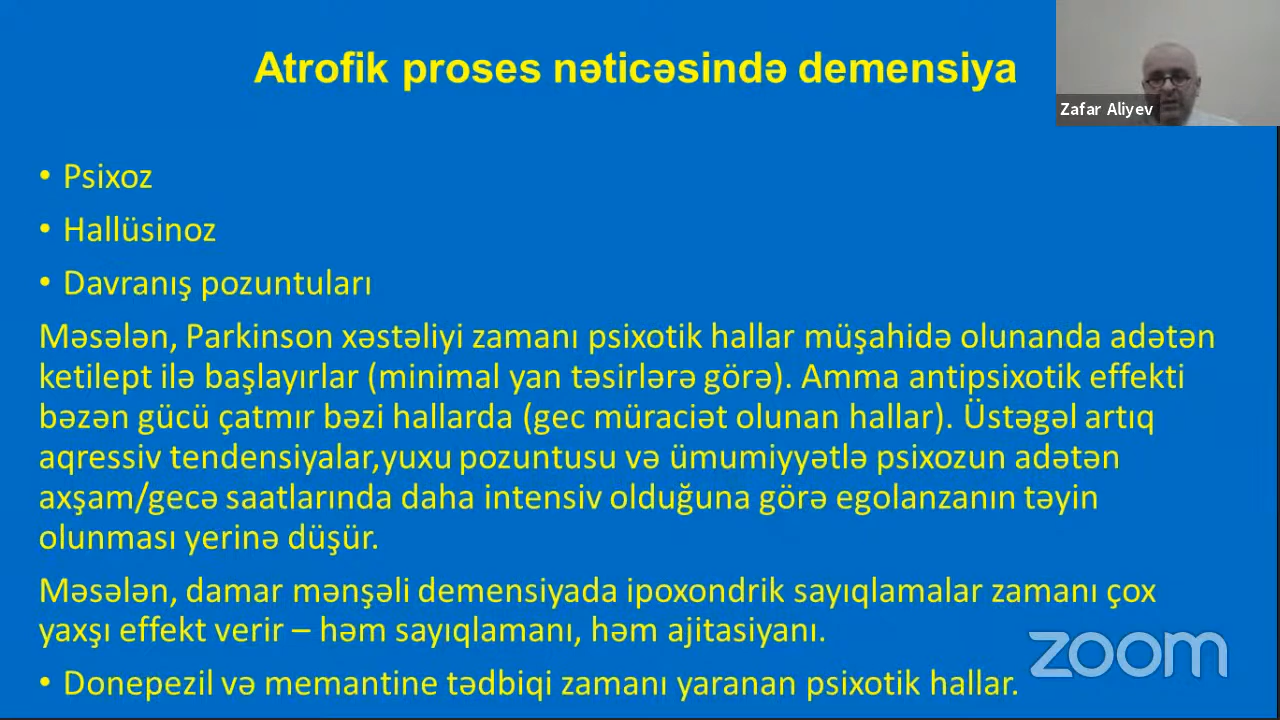 Atrofik proses nəticəsində demensiya
Zafar Aliyev
• Psixoz
• Hallüsinoz
• Davranış pozuntuları
Məsələn, Parkinson xəstəliyi zamanı psixotik hallar müşahidə olunanda adətən
ketilept ilə başlayırlar (minimal yan təsirlərə görə). Amma antipsixotik effekti
bəzən gücü çatmır bəzi hallarda (gec müraciət olunan hallar). Üstəgəl artıq
aqressiv tendensiyalar,yuxu pozuntusu və ümumiyyətlə psixozun adətən
axşam/gecə saatlarında daha intensiv olduğuna görə egolanzanın təyin
olunması yerinə düşür.
Məsələn, damar mənşəli demensiyada ipoxondrik sayıqlamalar zamanı çox
yaxşı effekt verir – həm sayıqlamanı, həm ajitasiyanı.
zoom
• Donepezil və memantine tədbiqi zamanı yaranan psixotik hallar.